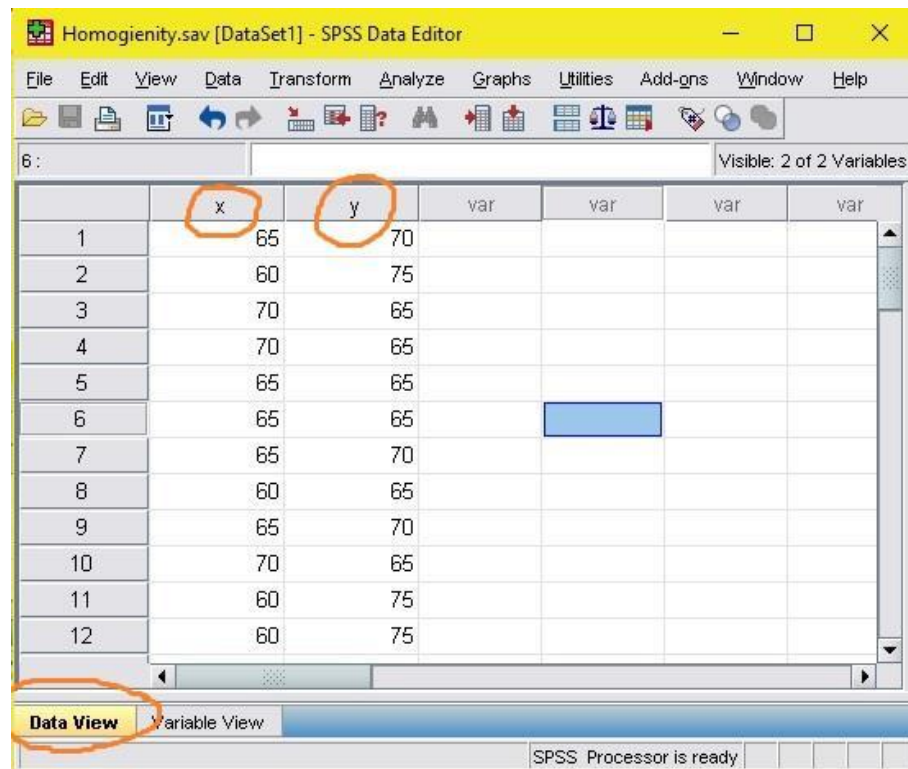 Homogienity.sav [DataSet1] - SPSS Data Editor
File Edit View Data Transform Analyze Graphs Utilities Add-ons Window Help
6 : Visible: 2 of 2 Variables
x y var var var var
1 65 70
2 60 75
3 70 65
4 70 65
5 65 65
6 65 65
7 65 70
8 60 65
9 65 70
10 70 65
11 60 75
12 60 75
Data View Variable View
SPSS Processor is ready